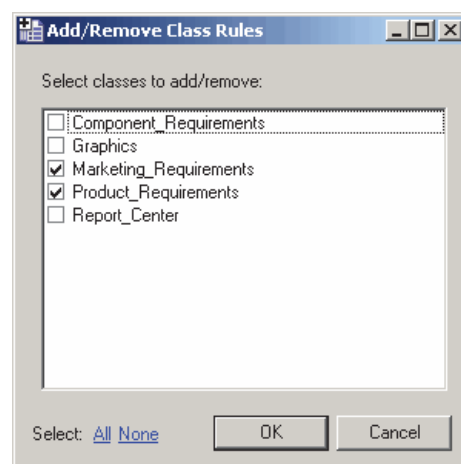 Add/Remove Class Rules
Select classes to add/remove:
Component_Requirements
Graphics
Marketing_Requirements
Product_Requirements
Report_Center
Select: All None OK Cancel